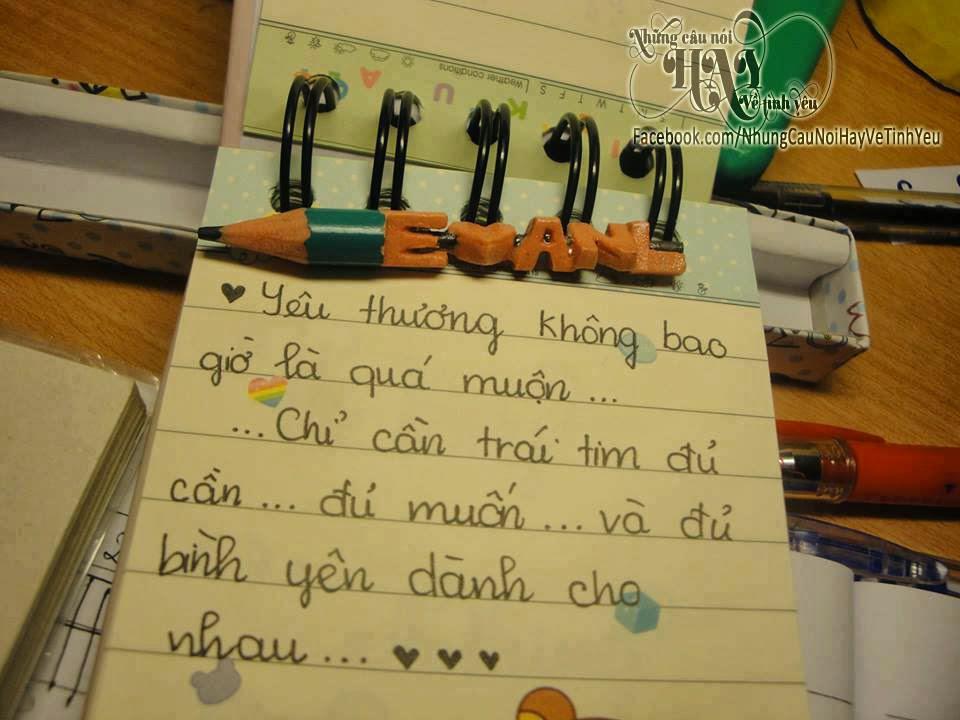 Những câu nói
HAY
Về tình yêu
Facebook.com/NhungCauNoiHayVeTinhYeu
Weather conditions
T W T F S
♥ Yêu thương không bao
giờ là quá muộn...
...Chỉ cần trái tim đủ
cần... đủ muốn... và đủ
bình yên dành cho
nhau... ♥ ♥ ♥